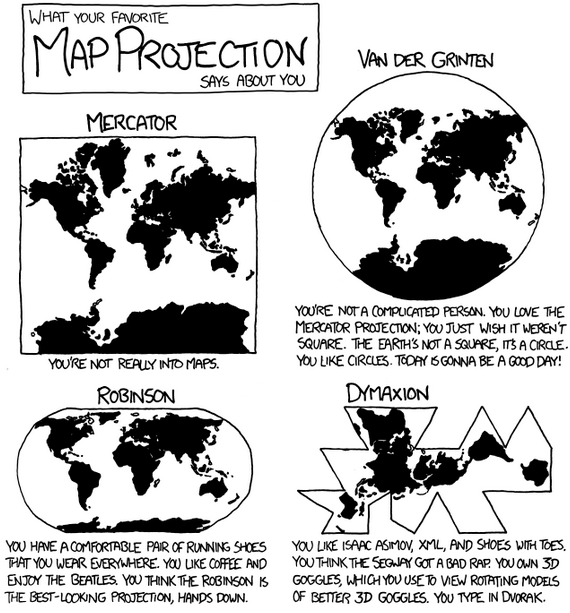 WHAT YOUR FAVORITE
MAP PROJECTION
SAYS ABOUT YOU
MERCATOR
YOU'RE NOT REALLY INTO MAPS.
VAN DER GRINTEN
YOU'RE NOT A COMPLICATED PERSON. YOU LOVE THE
MERCATOR PROJECTION; YOU JUST WISH IT WEREN'T
SQUARE. THE EARTH'S NOT A SQUARE, IT'S A CIRCLE.
YOU LIKE CIRCLES. TODAY IS GONNA BE A GOOD DAY!
ROBINSON
YOU HAVE A COMFORTABLE PAIR OF RUNNING SHOES
THAT YOU WEAR EVERYWHERE. YOU LIKE COFFEE AND
ENJOY THE BEATLES. YOU THINK THE ROBINSON IS
THE BEST-LOOKING PROJECTION, HANDS DOWN.
DYMAXION
YOU LIKE ISAAC ASIMOV, XML, AND SHOES WITH TOES.
YOU THINK THE SEGWAY GOT A BAD RAP. YOU OWN 3D
GOGGLES, WHICH YOU USE TO VIEW ROTATING MODELS
OF BETTER 3D GOGGLES. YOU TYPE IN DVORAK.